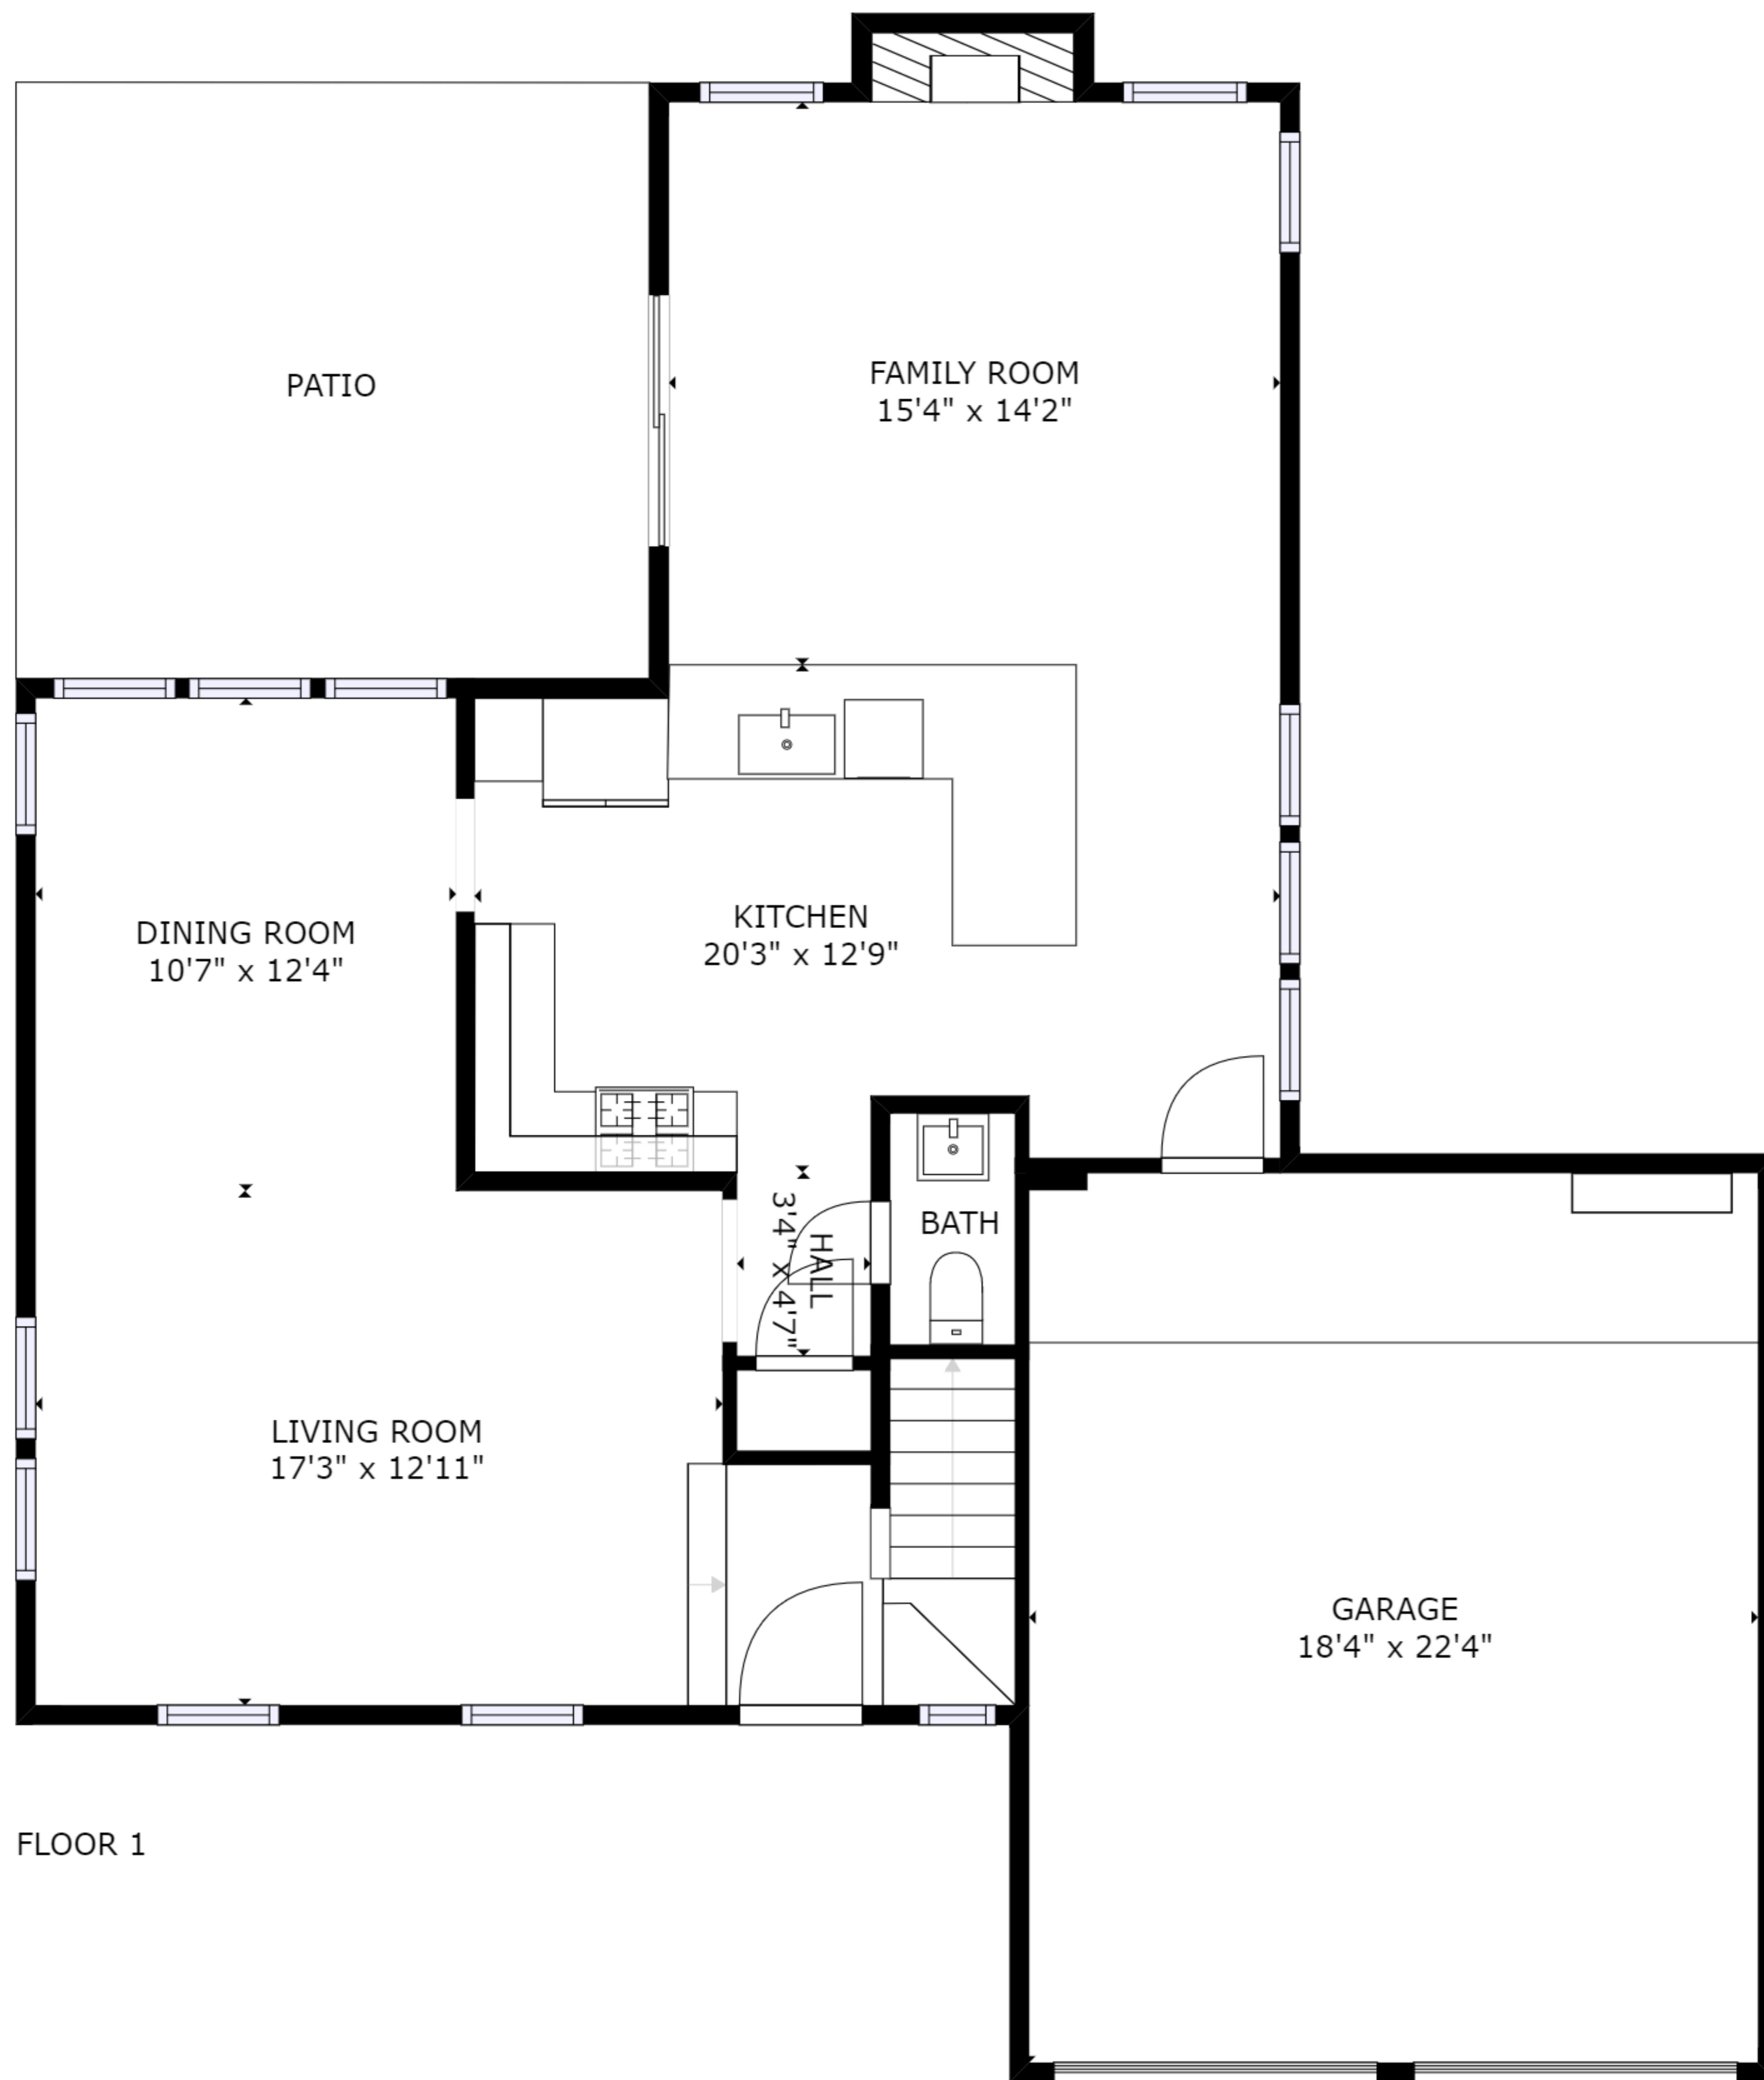 PATIO
FAMILY ROOM
15'4" x 14'2"
DINING ROOM
10'7" x 12'4"
KITCHEN
20'3" x 12'9"
HALL
3'4" x 4'7"
BATH
LIVING ROOM
17'3" x 12'11"
GARAGE
18'4" x 22'4"
FLOOR 1